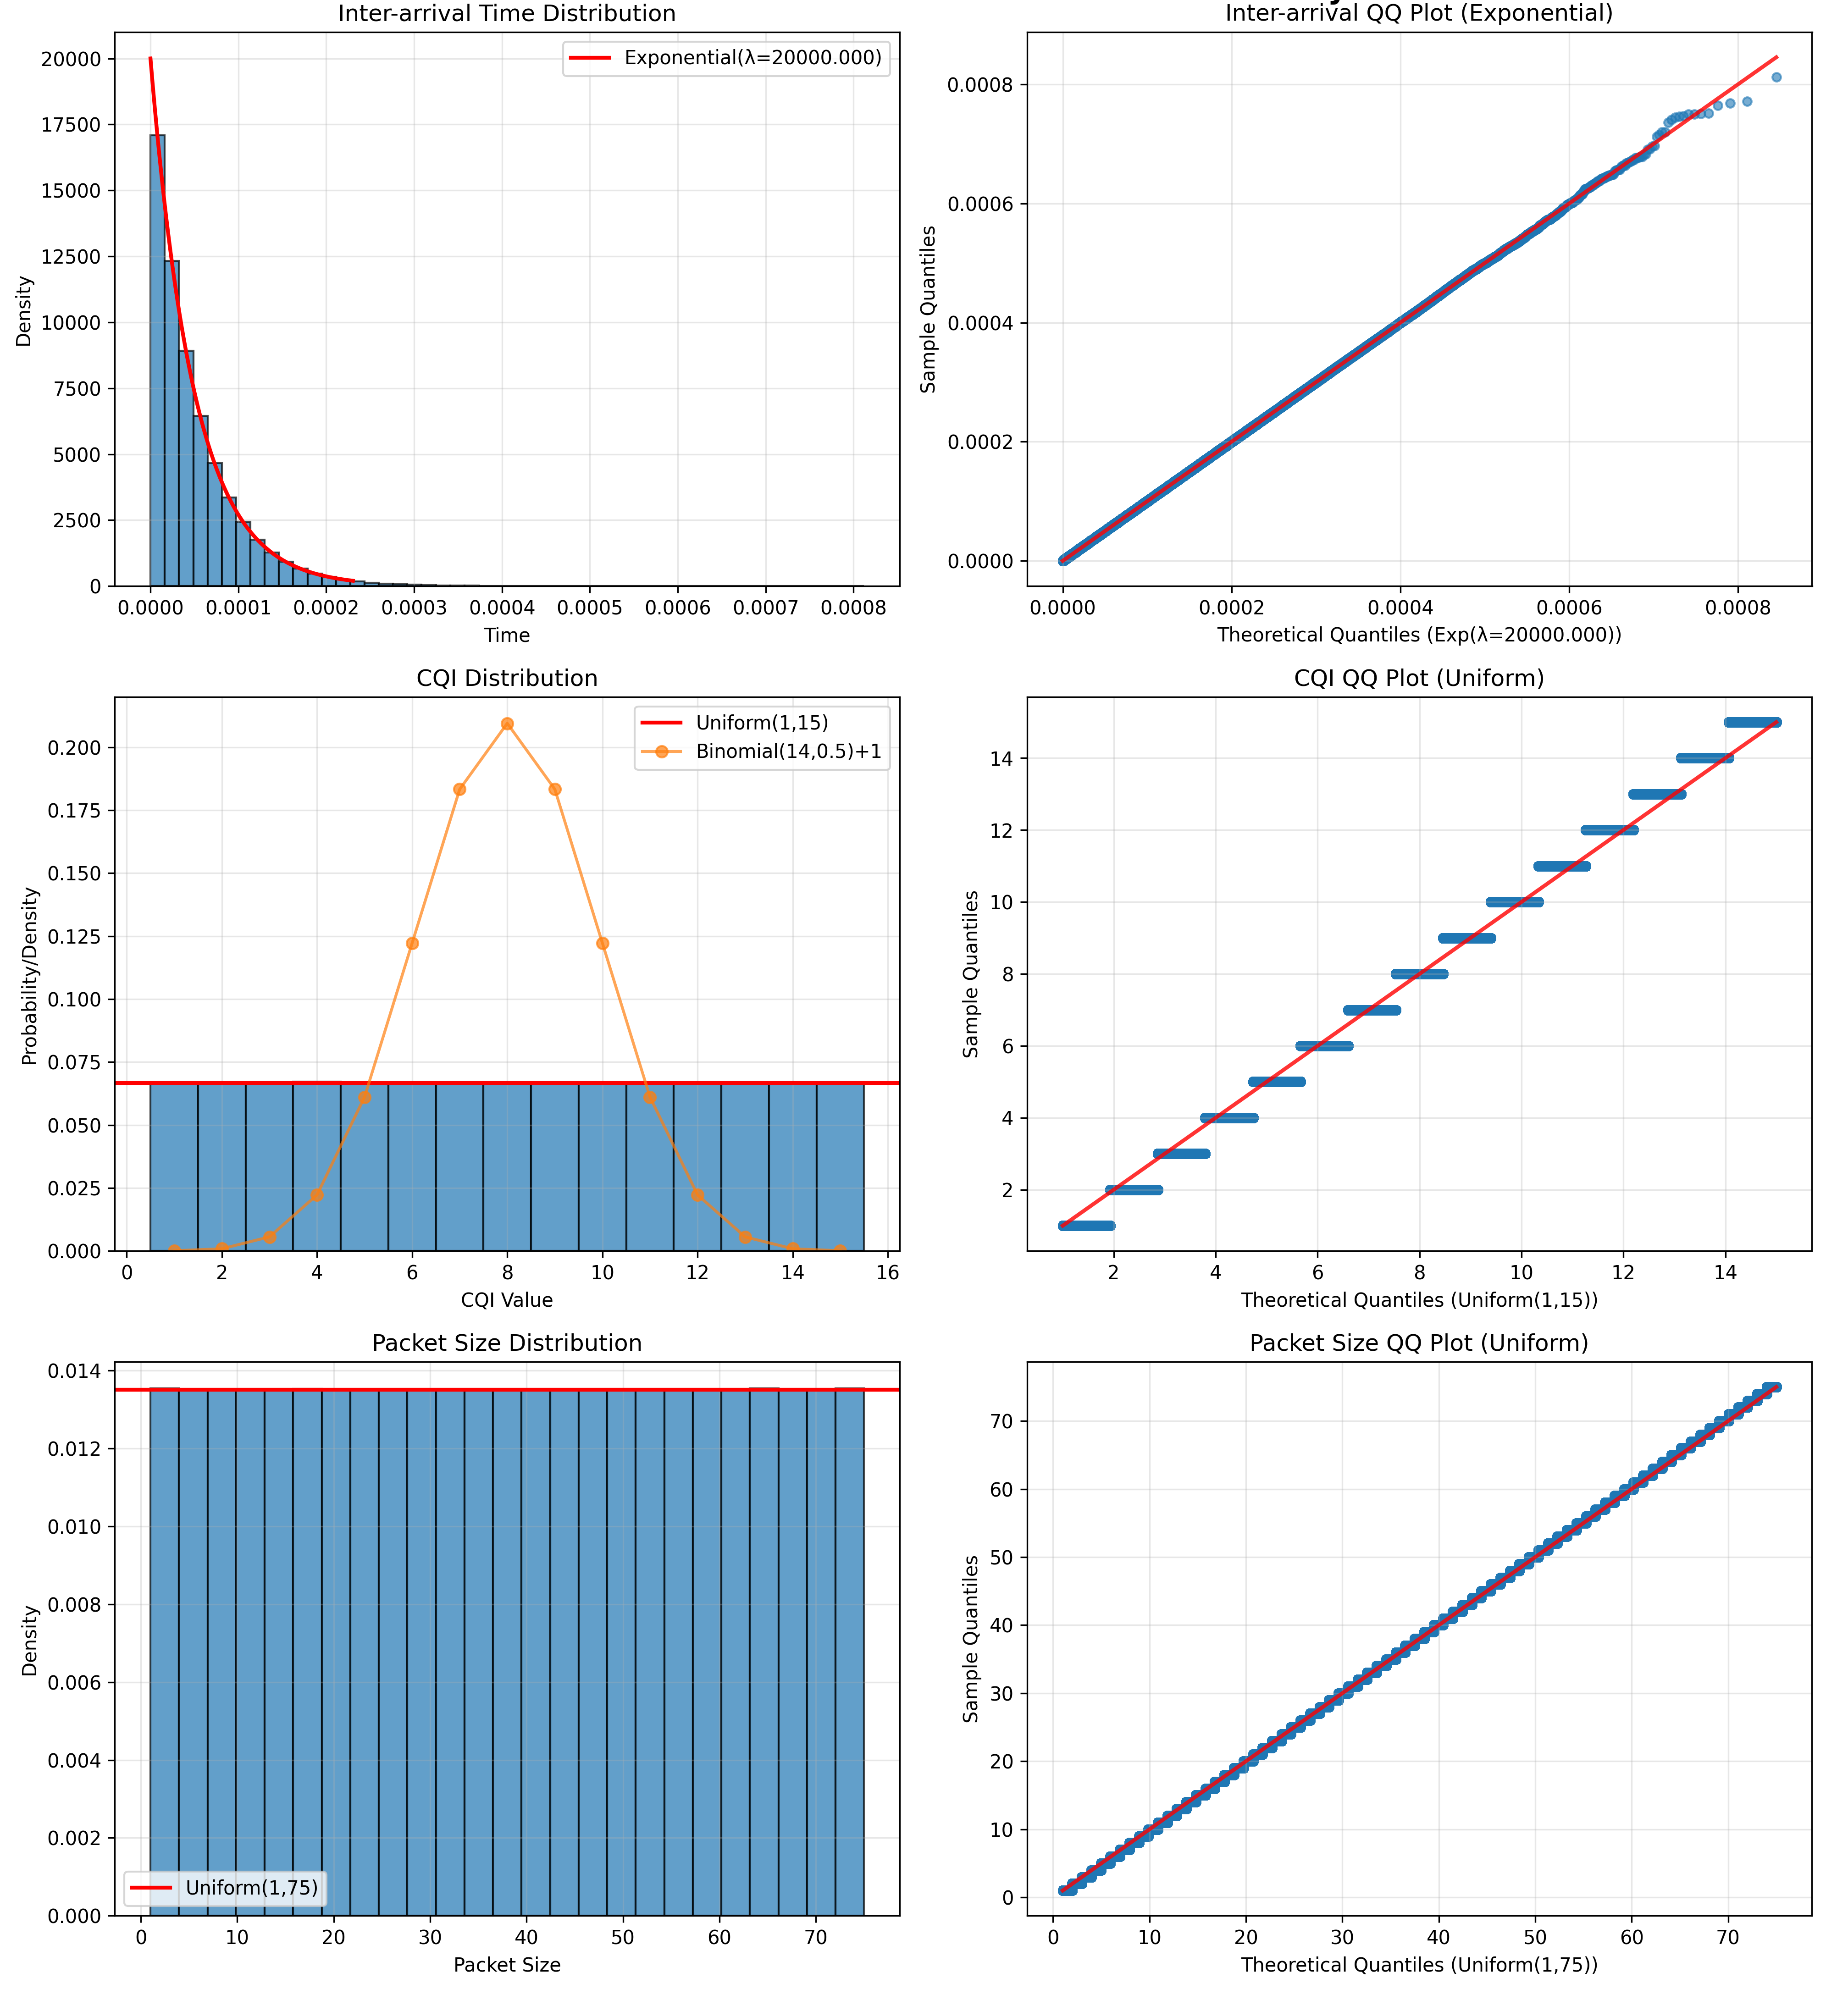 Inter-arrival Time Distribution
Exponential(λ=20000.000)
Density
20000
17500
15000
12500
10000
7500
5000
2500
0
0.0000 0.0001 0.0002 0.0003 0.0004 0.0005 0.0006 0.0007 0.0008
Time
Inter-arrival QQ Plot (Exponential)
Sample Quantiles
0.0008
0.0006
0.0004
0.0002
0.0000
0.0000 0.0002 0.0004 0.0006 0.0008
Theoretical Quantiles (Exp(λ=20000.000))
CQI Distribution
Uniform(1,15)
Binomial(14,0.5)+1
Probability/Density
0.200
0.175
0.150
0.125
0.100
0.075
0.050
0.025
0.000
0 2 4 6 8 10 12 14 16
CQI Value
CQI QQ Plot (Uniform)
Sample Quantiles
14
12
10
8
6
4
2
2 4 6 8 10 12 14
Theoretical Quantiles (Uniform(1,15))
Packet Size Distribution
Density
0.014
0.012
0.010
0.008
0.006
0.004
0.002
0.000
Uniform(1,75)
0 10 20 30 40 50 60 70
Packet Size
Packet Size QQ Plot (Uniform)
Sample Quantiles
70
60
50
40
30
20
10
0
0 10 20 30 40 50 60 70
Theoretical Quantiles (Uniform(1,75))